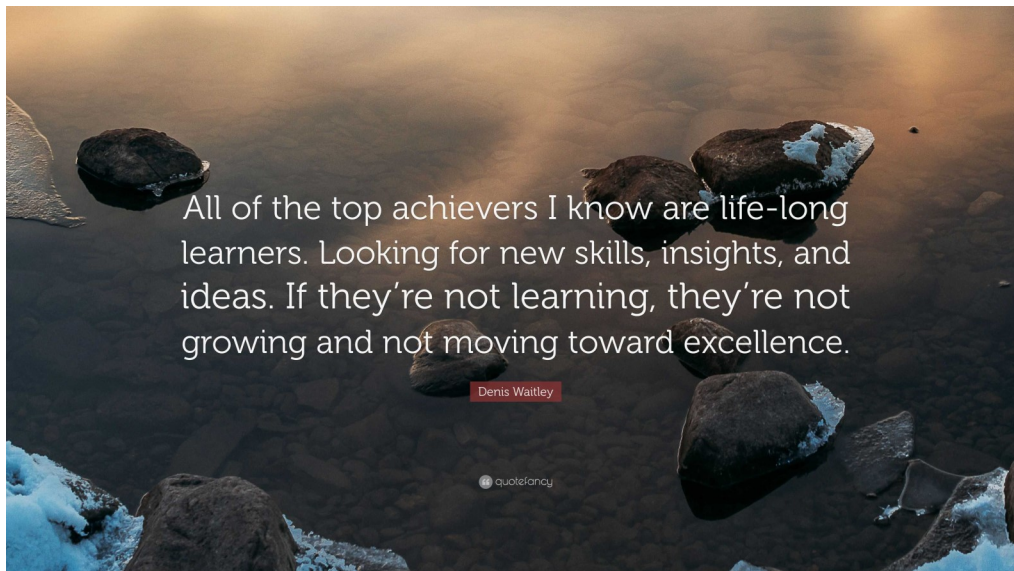 All of the top achievers I know are life-long
learners. Looking for new skills, insights, and
ideas. If they’re not learning, they’re not
growing and not moving toward excellence.
Denis Waitley
quotefancy